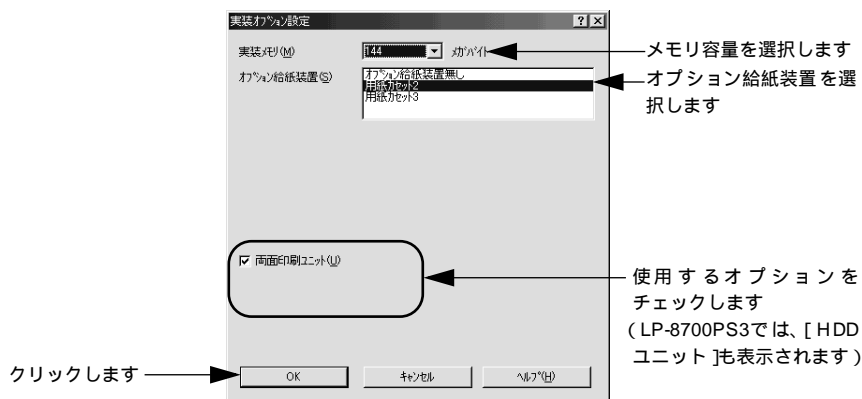 実装ｵﾌﾟｼｮﾝ設定
実装ﾒﾓﾘ(M) 144 ﾒｶﾞﾊﾞｲﾄ
メモリ容量を選択します
ｵﾌﾟｼｮﾝ給紙装置(S)
ｵﾌﾟｼｮﾝ給紙装置無し
用紙ｶｾｯﾄ2
用紙ｶｾｯﾄ3
オプション給紙装置を選
択します
両面印刷ﾕﾆｯﾄ(U)
使用するオプションを
チェックします
(LP-8700PS3では、[HDD
ユニット]も表示されます)
クリックします
OK ｷｬﾝｾﾙ ﾍﾙﾌﾟ(H)